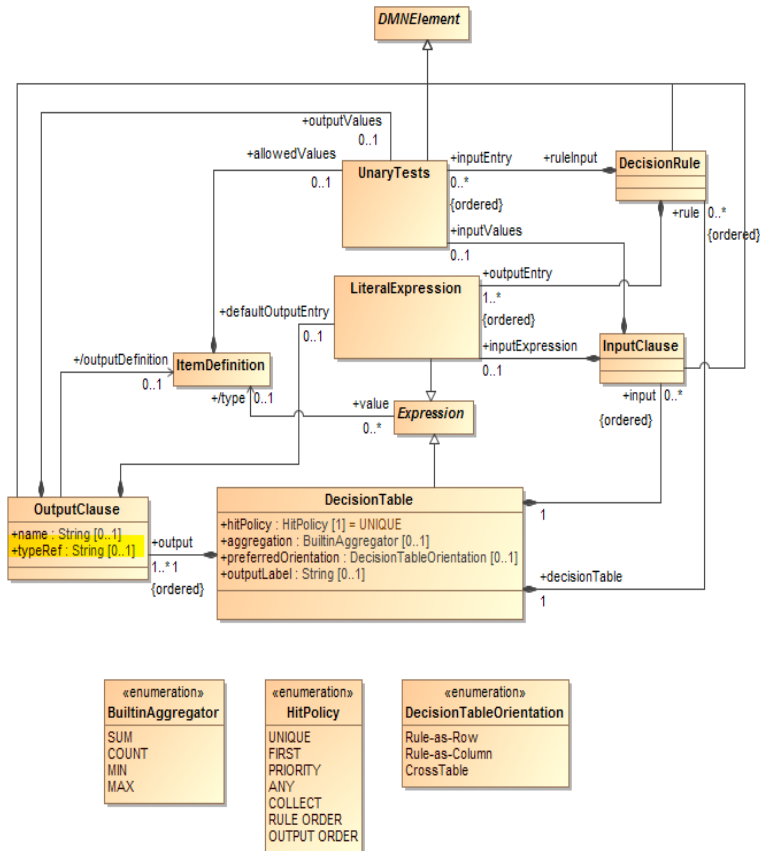 DMNElement
+outputValues
0..1
+allowedValues
0..1
UnaryTests
+inputEntry
0..*
{ordered}
+ruleInput
DecisionRule
+inputValues
0..1
+rule
0..*
{ordered}
LiteralExpression
+outputEntry
1..*
{ordered}
+defaultOutputEntry
0..1
+inputExpression
0..1
InputClause
+/outputDefinition
0..1
ItemDefinition
+/type
0..1
+value
0..*
Expression
+input
0..*
{ordered}
OutputClause
+name : String [0..1]
+typeRef : String [0..1]
+output
1..*
1
{ordered}
DecisionTable
+hitPolicy : HitPolicy [1] = UNIQUE
+aggregation : BuiltinAggregator [0..1]
+preferredOrientation : DecisionTableOrientation [0..1]
+outputLabel : String [0..1]
1
+decisionTable
1
«enumeration»
BuiltinAggregator
SUM
COUNT
MIN
MAX
«enumeration»
HitPolicy
UNIQUE
FIRST
PRIORITY
ANY
COLLECT
RULE ORDER
OUTPUT ORDER
«enumeration»
DecisionTableOrientation
Rule-as-Row
Rule-as-Column
CrossTable